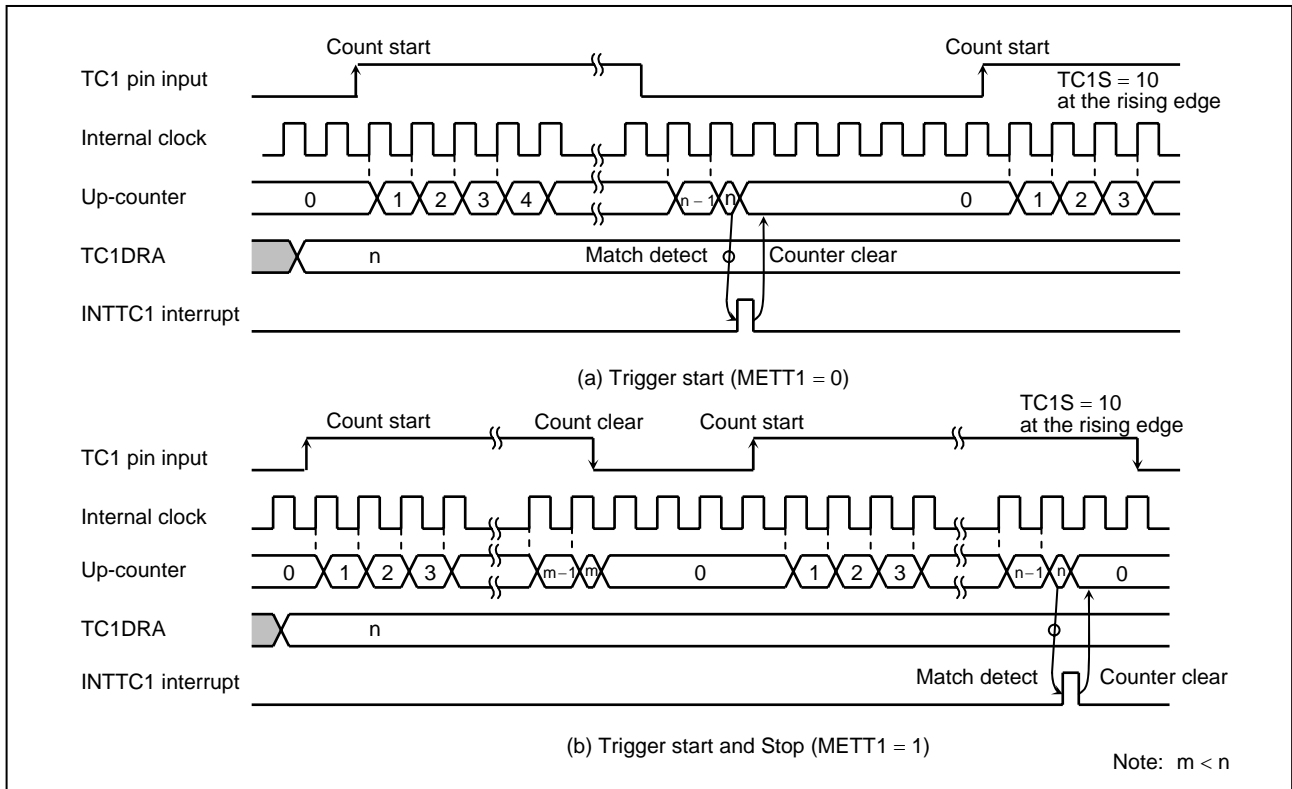 Count start
Count start
TC1 pin input
TC1S = 10
at the rising edge
Internal clock
Up-counter
0 1 2 3 4 n − 1 n 0 1 2 3
TC1DRA
n
Match detect
Counter clear
INTTC1 interrupt
(a) Trigger start (METT1 = 0)
TC1S = 10
at the rising edge
Count start
Count clear
Count start
TC1 pin input
Internal clock
Up-counter
0 1 2 3 m−1 m 0 1 2 3 n−1 n 0
TC1DRA
n
INTTC1 interrupt
Match detect
Counter clear
(b) Trigger start and Stop (METT1 = 1)
Note: m < n